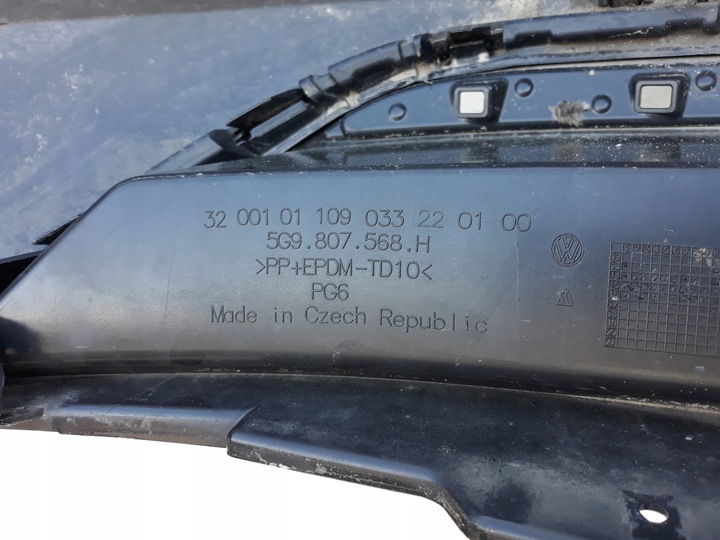 32 001 01 109 033 22 01 00
5G9.807.568.H
>PP+EPDM-TD10<
PG6
Made in Czech Republic